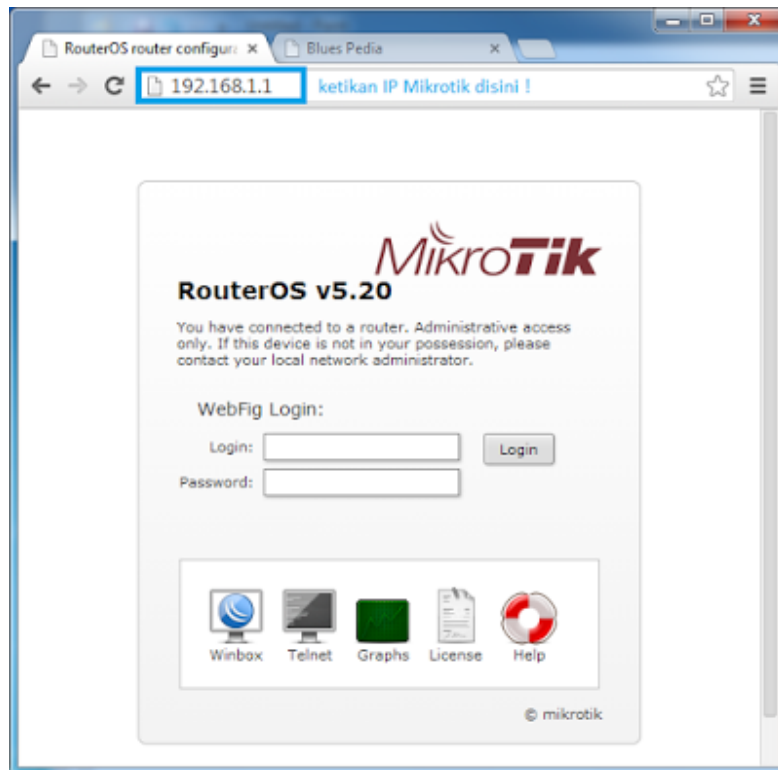 RouterOS router configura
Blues Pedia
192.168.1.1 ketikan IP Mikrotik disini !
MikroTik
RouterOS v5.20
You have connected to a router. Administrative access
only. If this device is not in your possession, please
contact your local network administrator.
WebFig Login:
Login:
Login
Password:
Winbox Telnet Graphs License Help
© mikrotik